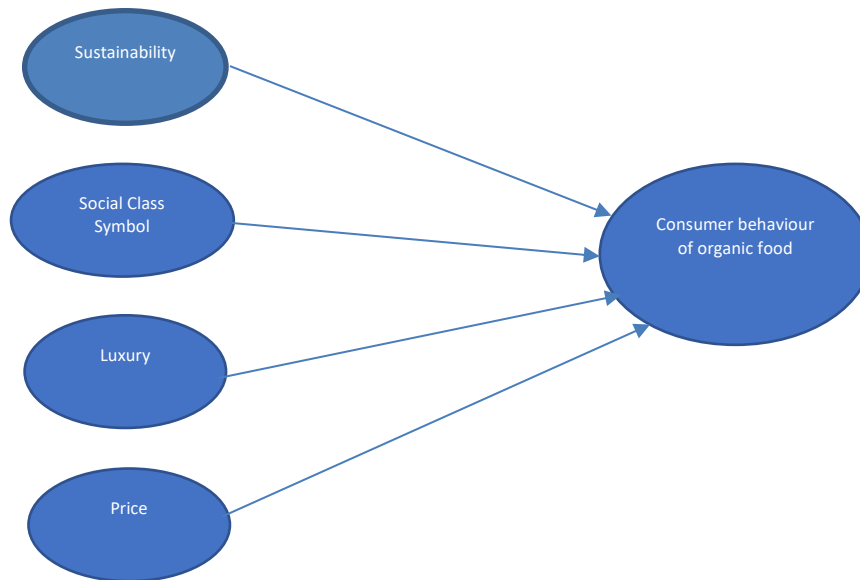 Sustainability
Social Class
Symbol
Consumer behaviour
of organic food
Luxury
Price